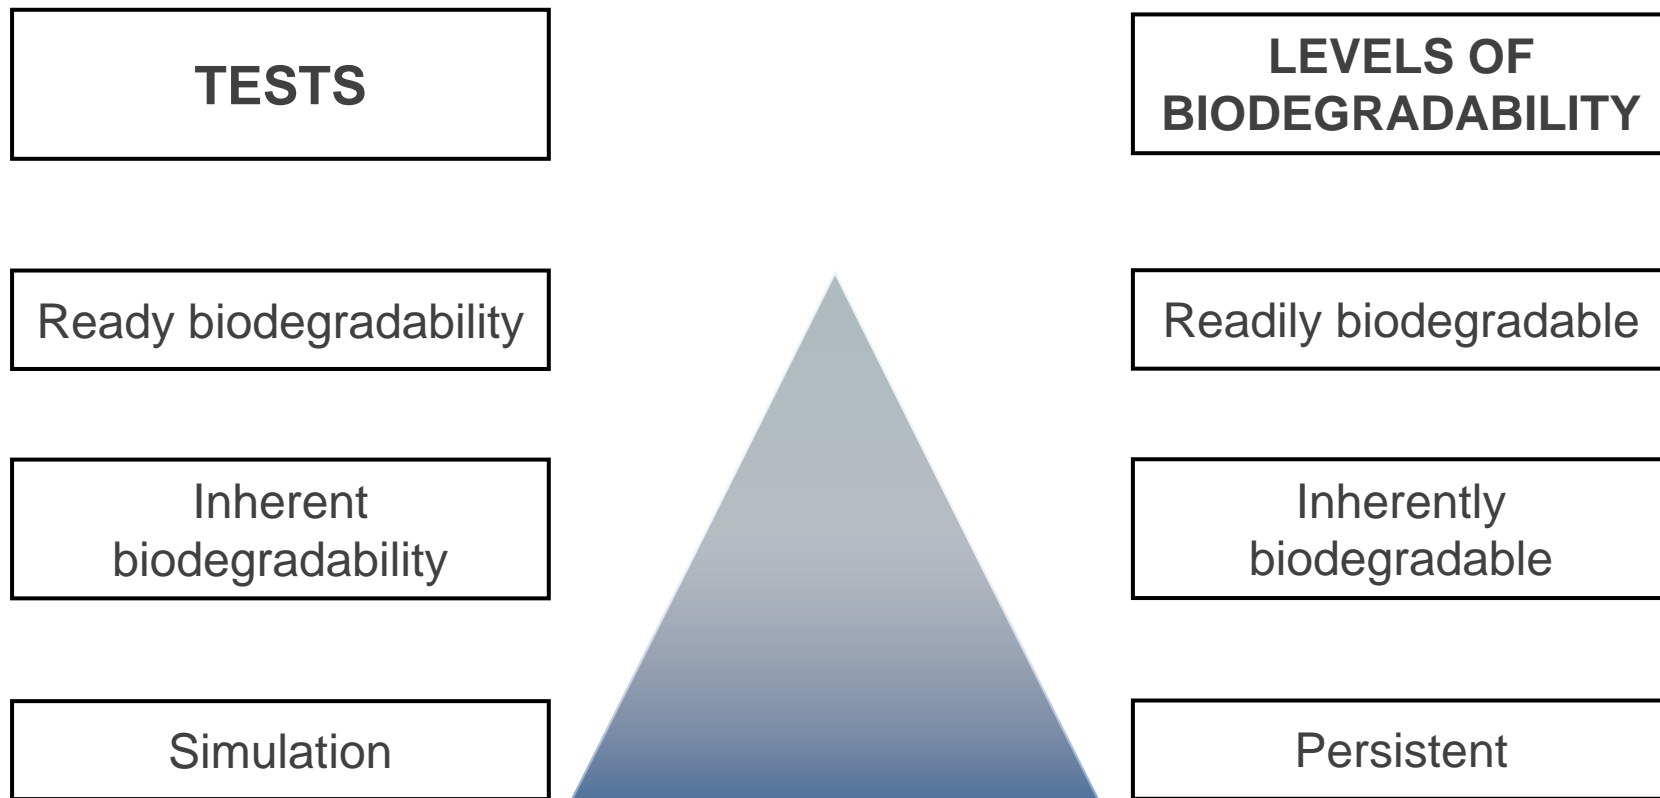 TESTS
LEVELS OF
BIODEGRADABILITY
Ready biodegradability
Readily biodegradable
Inherent
biodegradability
Inherently
biodegradable
Simulation
Persistent